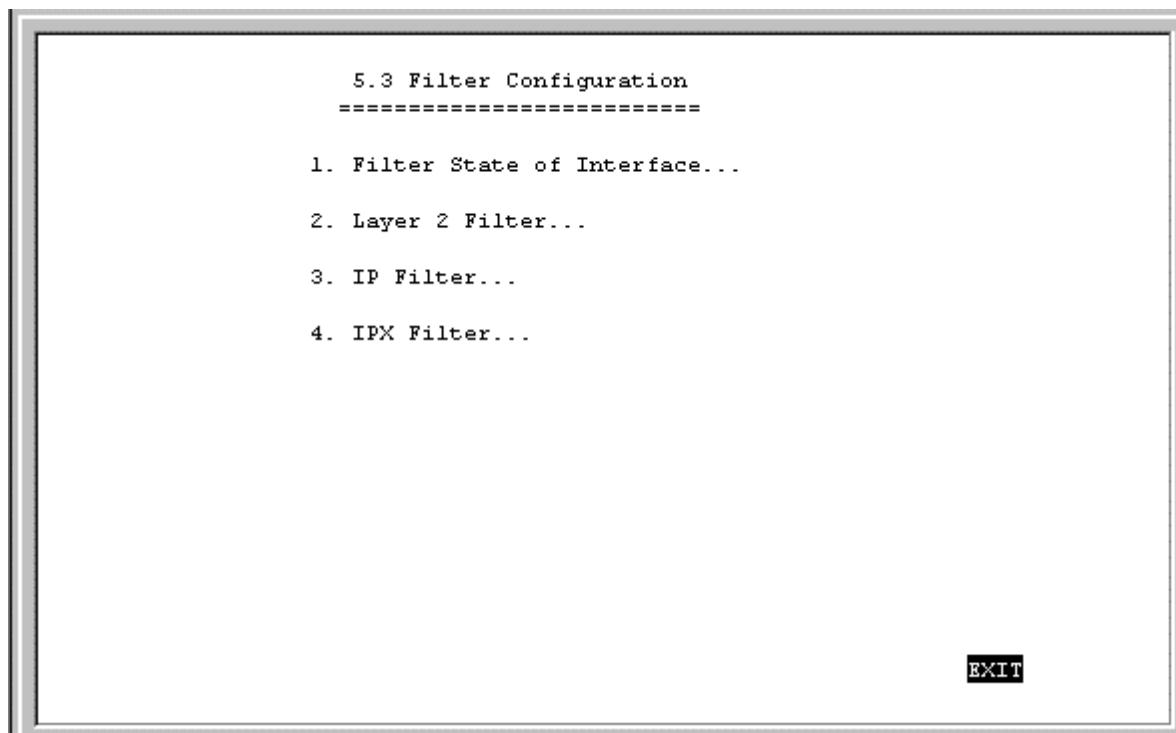 5.3 Filter Configuration
==========================
1. Filter State of Interface...
2. Layer 2 Filter...
3. IP Filter...
4. IPX Filter...
EXIT